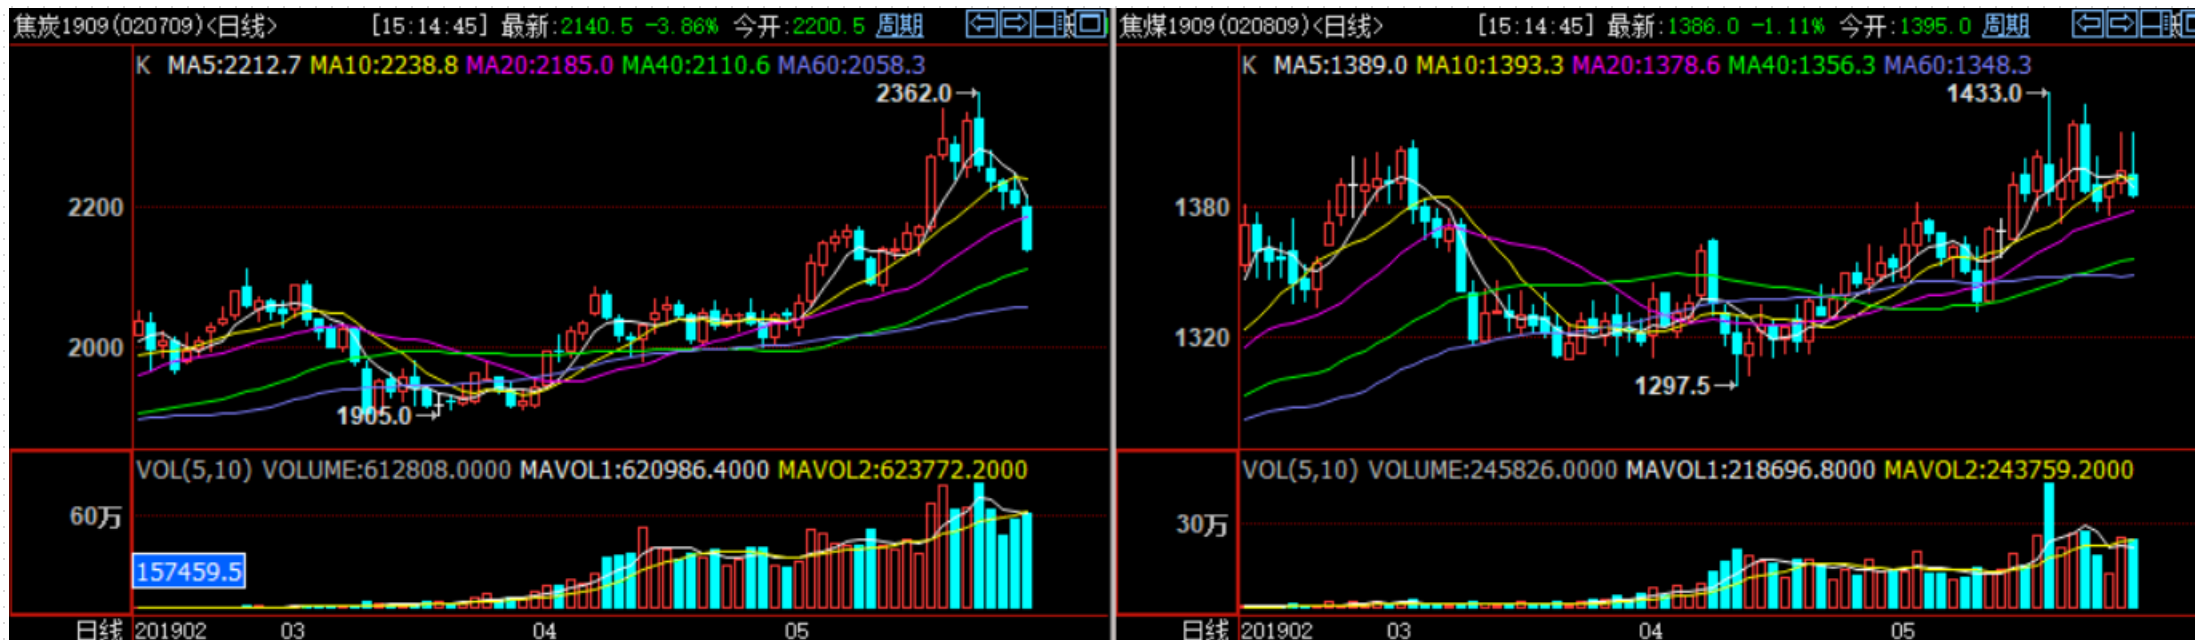 焦炭1909(020709)<日线> [15:14:45] 最新:2140.5 -3.86% 今开:2200.5 周期
K MA5:2212.7 MA10:2238.8 MA20:2185.0 MA40:2110.6 MA60:2058.3
2362.0
2200
2000
1905.0
VOL(5,10) VOLUME:612808.0000 MAVOL1:620986.4000 MAVOL2:623772.2000
60万
157459.5
日线 201902 03 04 05
焦煤1909(020809)<日线> [15:14:45] 最新:1386.0 -1.11% 今开:1395.0 周期
K MA5:1389.0 MA10:1393.3 MA20:1378.6 MA40:1356.3 MA60:1348.3
1433.0
1380
1320
1297.5
VOL(5,10) VOLUME:245826.0000 MAVOL1:218696.8000 MAVOL2:243759.2000
30万
日线 201902 03 04 05